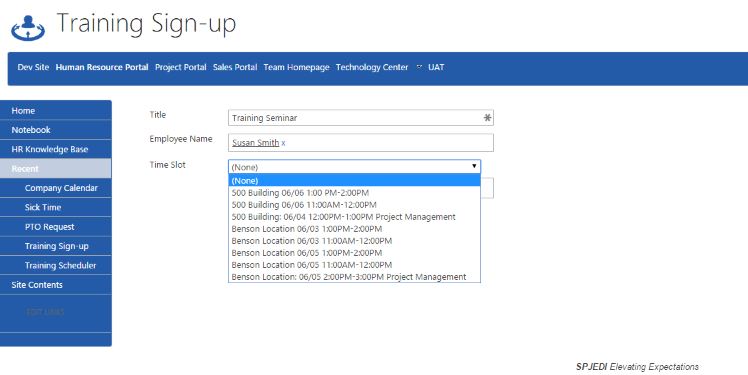 Training Sign-up
Dev Site Human Resource Portal Project Portal Sales Portal Team Homepage Technology Center UAT
Home
Notebook
HR Knowledge Base
Recent
Company Calendar
Sick Time
PTO Request
Training Sign-up
Training Scheduler
Site Contents
EDIT LINKS
Title Training Seminar *
Employee Name Susan Smith x
Time Slot (None)
(None)
500 Building 06/06 1:00 PM-2:00PM
500 Building 06/06 11:00AM-12:00PM
500 Building: 06/04 12:00PM-1:00PM Project Management
Benson Location 06/03 1:00PM-2:00PM
Benson Location 06/03 11:00AM-12:00PM
Benson Location 06/05 1:00PM-2:00PM
Benson Location 06/05 11:00AM-12:00PM
Benson Location: 06/05 2:00PM-3:00PM Project Management
SPJEDI Elevating Expectations